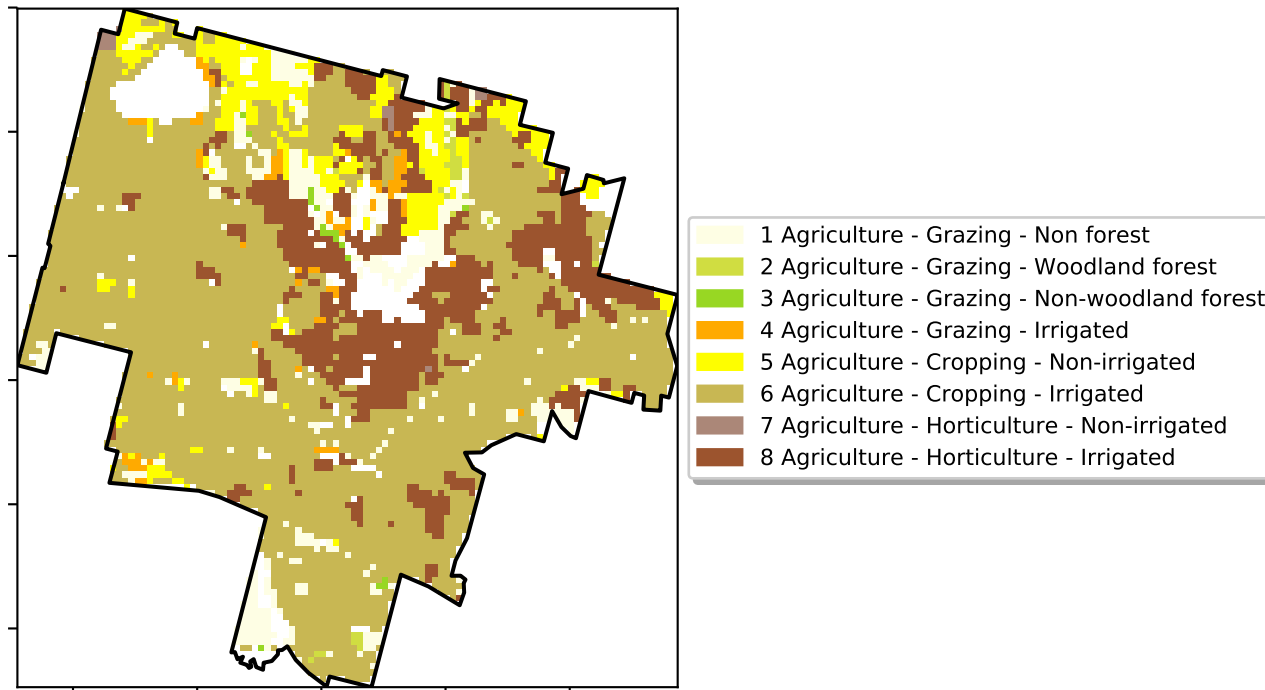 1 Agriculture - Grazing - Non forest
2 Agriculture - Grazing - Woodland forest
3 Agriculture - Grazing - Non-woodland forest
4 Agriculture - Grazing - Irrigated
5 Agriculture - Cropping - Non-irrigated
6 Agriculture - Cropping - Irrigated
7 Agriculture - Horticulture - Non-irrigated
8 Agriculture - Horticulture - Irrigated